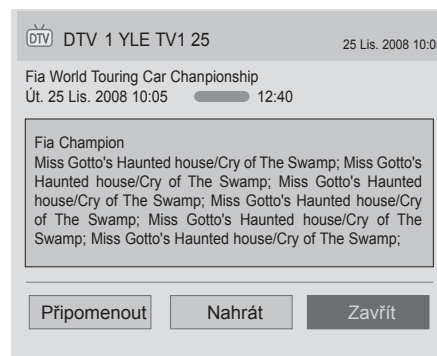 DTV DTV 1 YLE TV1 25 25 Lis. 2008 10:05
Fia World Touring Car Chanpionship
Út. 25 Lis. 2008 10:05 12:40
Fia Champion
Miss Gotto's Haunted house/Cry of The Swamp; Miss Gotto's
Haunted house/Cry of The Swamp; Miss Gotto's Haunted
house/Cry of The Swamp; Miss Gotto's Haunted house/Cry
of The Swamp; Miss Gotto's Haunted house/Cry of The
Swamp; Miss Gotto's Haunted house/Cry of The Swamp;
Připomenout Nahrát Zavřít